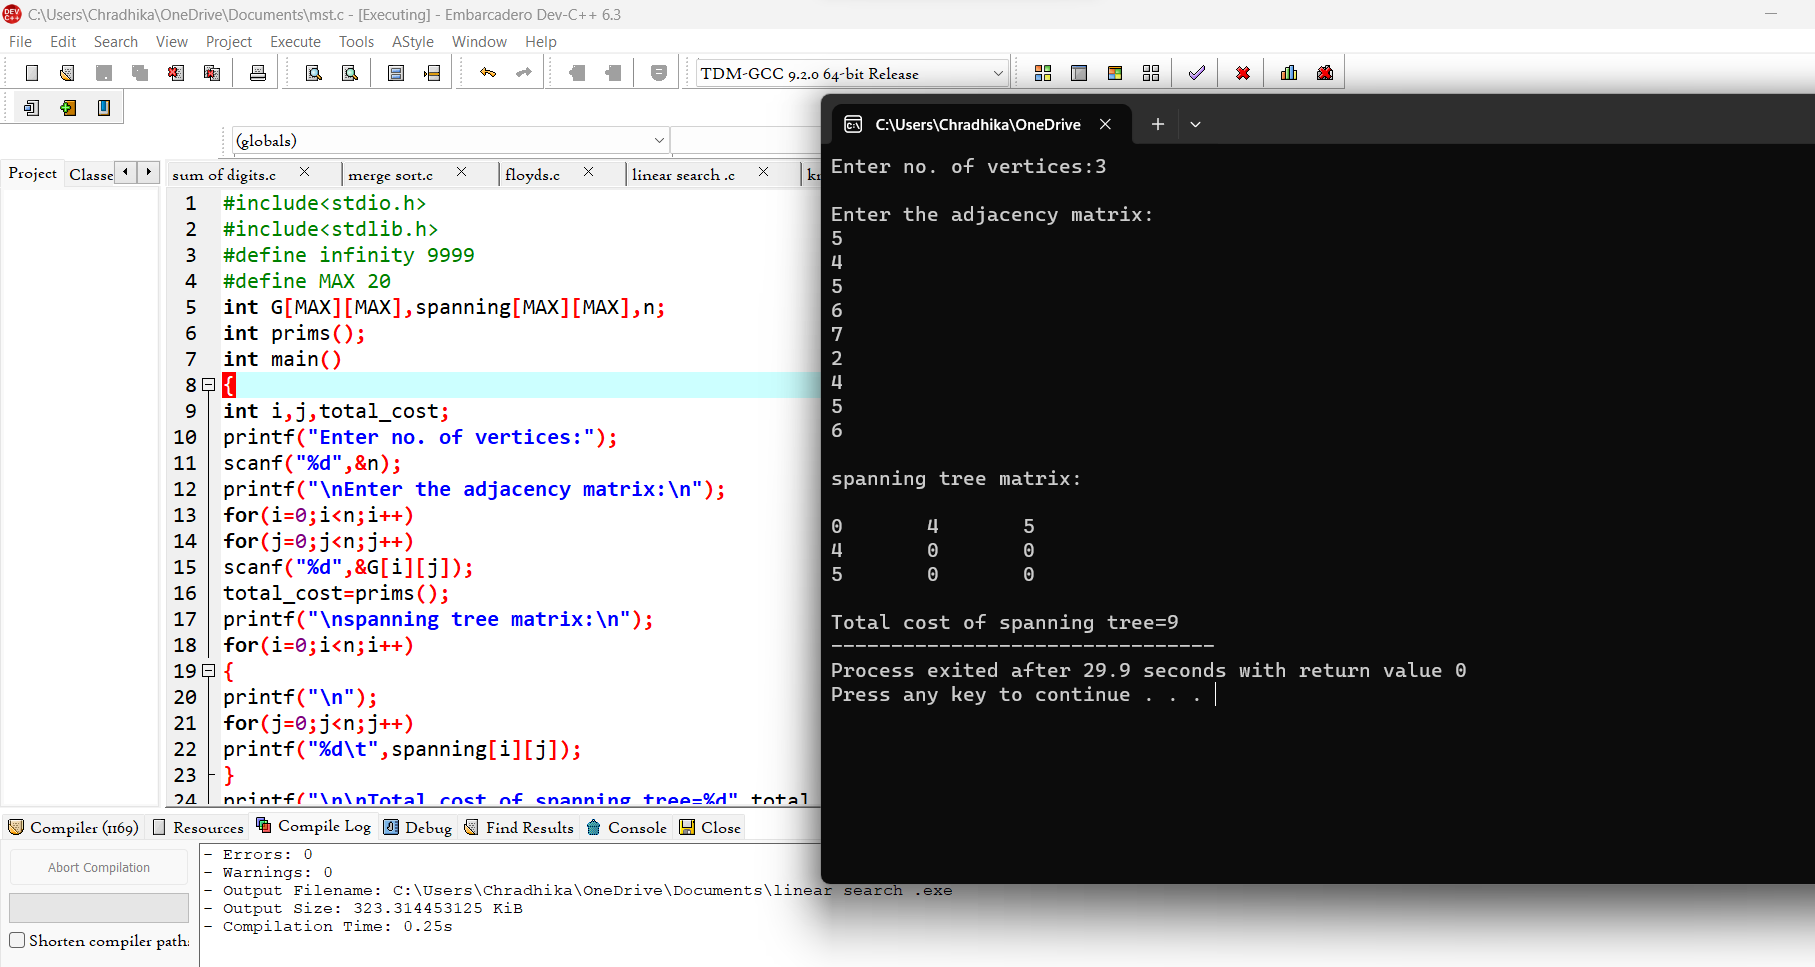 C:\Users\Chradhika\OneDrive\Documents\mst.c - [Executing] - Embarcadero Dev-C++ 6.3
File Edit Search View Project Execute Tools AStyle Window Help
TDM-GCC 9.2.0 64-bit Release
(globals)
Project Classe
sum of digits.c merge sort.c floyds.c linear search .c
1 #include<stdio.h>
2 #include<stdlib.h>
3 #define infinity 9999
4 #define MAX 20
5 int G[MAX][MAX],spanning[MAX][MAX],n;
6 int prims();
7 int main()
8 {
9 int i,j,total_cost;
10 printf("Enter no. of vertices:");
11 scanf("%d",&n);
12 printf("\nEnter the adjacency matrix:\n");
13 for(i=0;i<n;i++)
14 for(j=0;j<n;j++)
15 scanf("%d",&G[i][j]);
16 total_cost=prims();
17 printf("\nspanning tree matrix:\n");
18 for(i=0;i<n;i++)
19 {
20 printf("\n");
21 for(j=0;j<n;j++)
22 printf("%d\t",spanning[i][j]);
23 }
24 printf("\n\nTotal cost of spanning tree=%d" total
C:\Users\Chradhika\OneDrive
Enter no. of vertices:3
Enter the adjacency matrix:
5
4
5
6
7
2
4
5
6
spanning tree matrix:
0 4 5
4 0 0
5 0 0
Total cost of spanning tree=9
--------------------------------
Process exited after 29.9 seconds with return value 0
Press any key to continue . . .
Compiler (1169) Resources Compile Log Debug Find Results Console Close
Abort Compilation
Shorten compiler paths
- Errors: 0
- Warnings: 0
- Output Filename: C:\Users\Chradhika\OneDrive\Documents\linear search .exe
- Output Size: 323.314453125 KiB
- Compilation Time: 0.25s